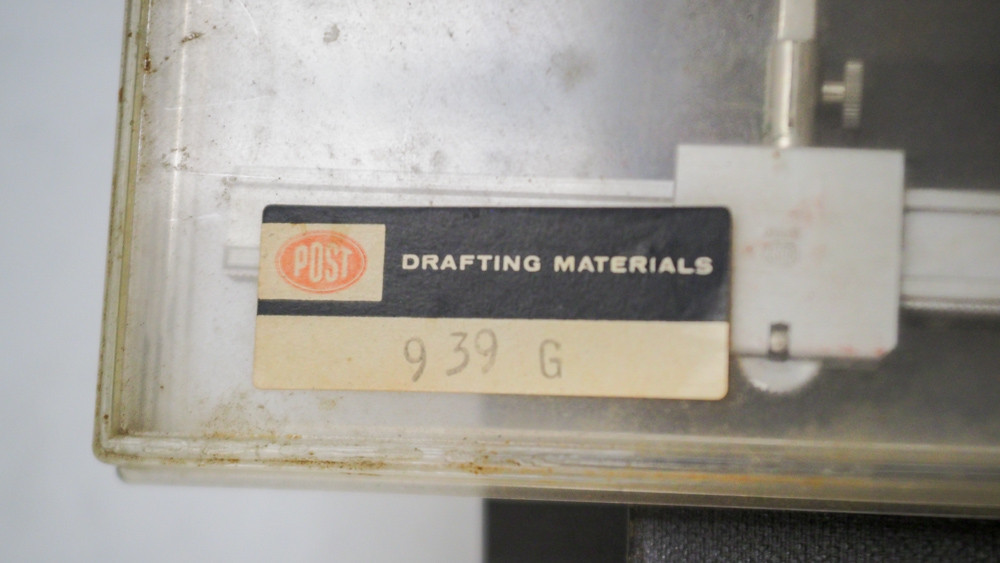 POST
DRAFTING MATERIALS
939 G